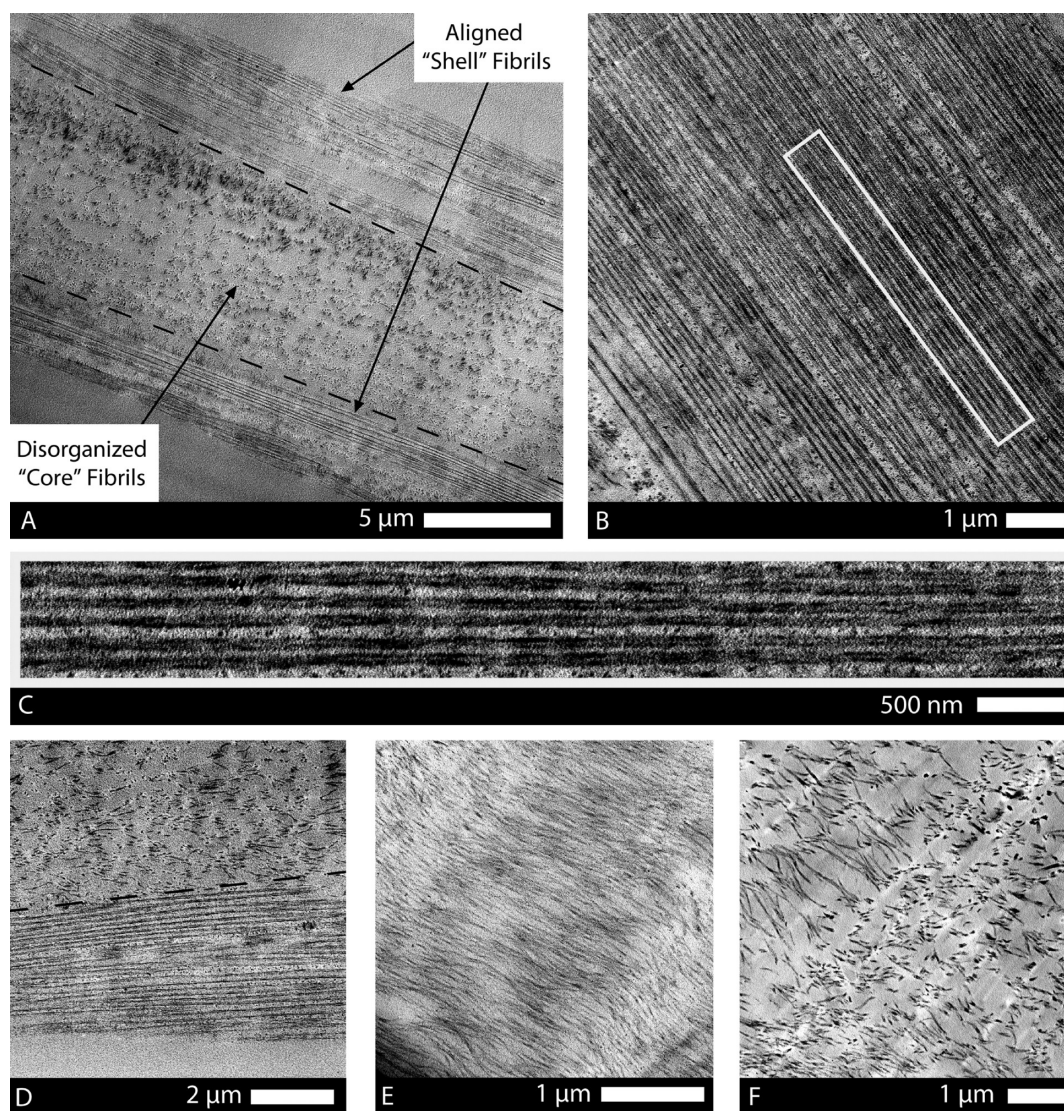 Aligned
“Shell” Fibrils
Disorganized
“Core” Fibrils
A
5 μm
B
1 μm
C
500 nm
D
2 μm
E
1 μm
F
1 μm